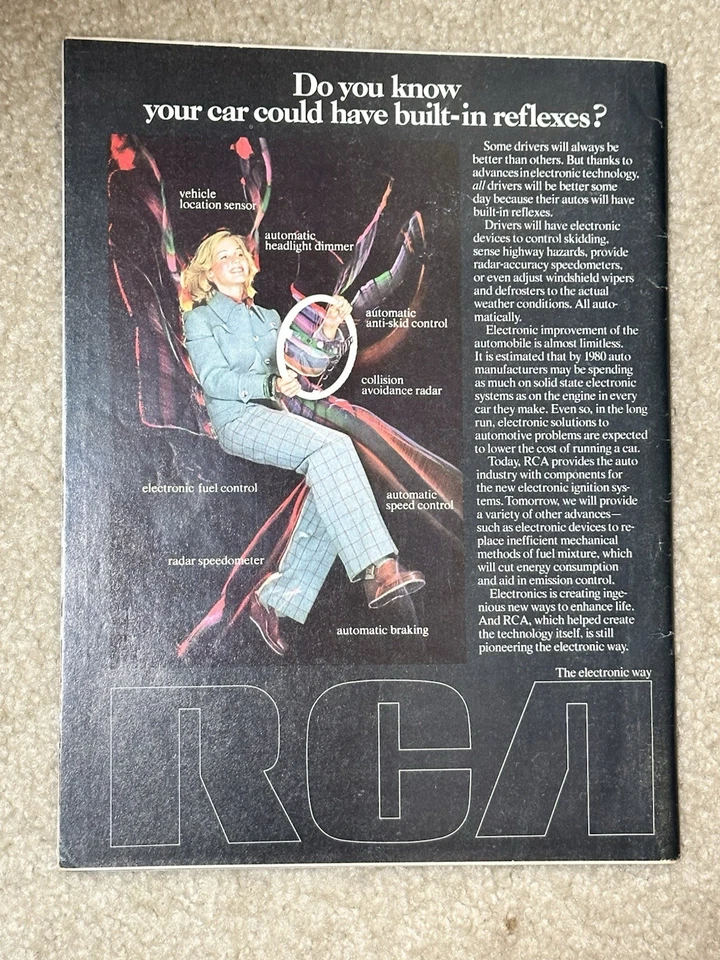 Do you know
your car could have built-in reflexes?
vehicle
location sensor
automatic
headlight dimmer
automatic
anti-skid control
collision
avoidance radar
electronic fuel control
automatic
speed control
radar speedometer
automatic braking
Some drivers will always be
better than others. But thanks to
advances in electronic technology,
all drivers will be better some
day because their autos will have
built-in reflexes.
Drivers will have electronic
devices to control skidding,
sense highway hazards, provide
radar-accuracy speedometers,
or even adjust windshield wipers
and defrosters to the actual
weather conditions. All auto-
matically.
Electronic improvement of the
automobile is almost limitless.
It is estimated that by 1980 auto
manufacturers may be spending
as much on solid state electronic
systems as on the engine in every
car they make. Even so, in the long
run, electronic solutions to
automotive problems are expected
to lower the cost of running a car.
Today, RCA provides the auto
industry with components for
the new electronic ignition sys-
tems. Tomorrow, we will provide
a variety of other advances—
such as electronic devices to re-
place inefficient mechanical
methods of fuel mixture, which
will cut energy consumption
and aid in emission control.
Electronics is creating inge-
nious new ways to enhance life.
And RCA, which helped create
the technology itself, is still
pioneering the electronic way.
The electronic way
RCA